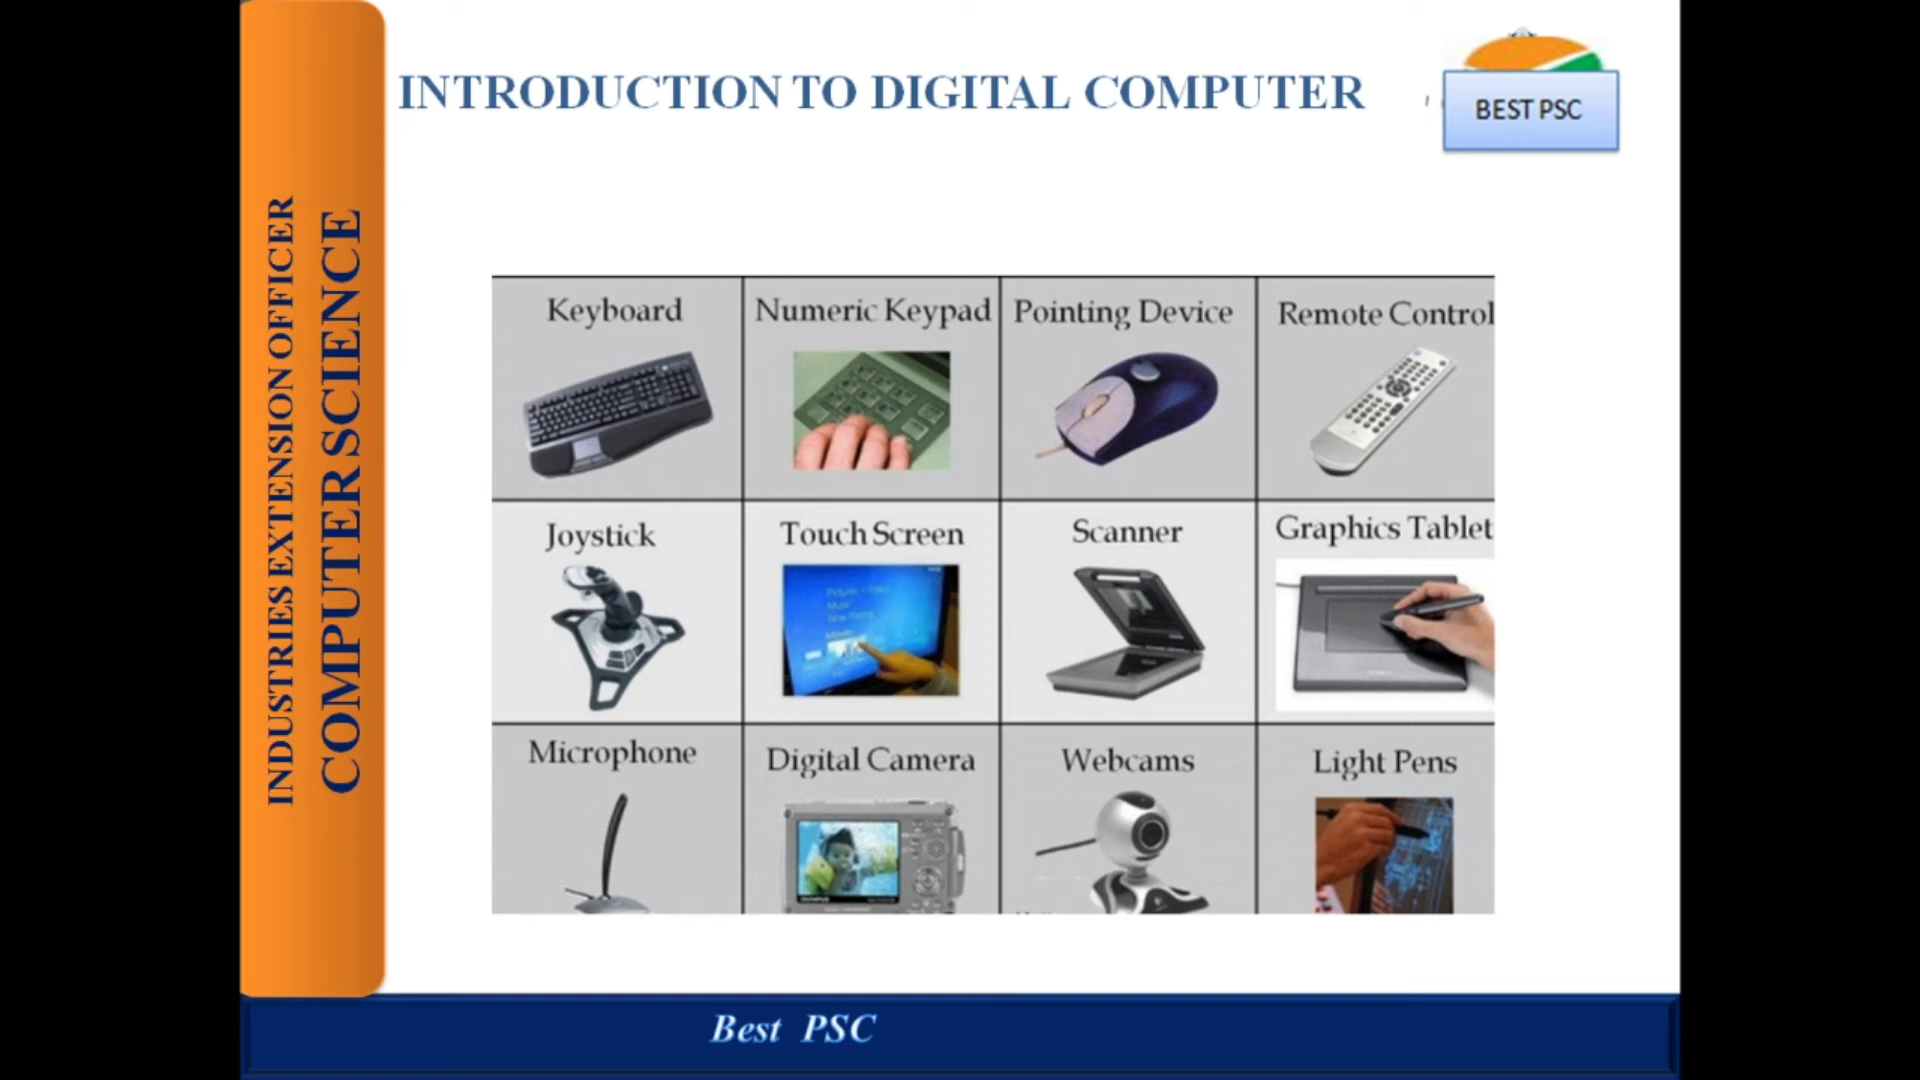 INTRODUCTION TO DIGITAL COMPUTER
BEST PSC
INDUSTRIES EXTENSION OFFICER
COMPUTER SCIENCE
Keyboard
Numeric Keypad
Pointing Device
Remote Control
Joystick
Touch Screen
Scanner
Graphics Tablet
Microphone
Digital Camera
Webcams
Light Pens
Best PSC